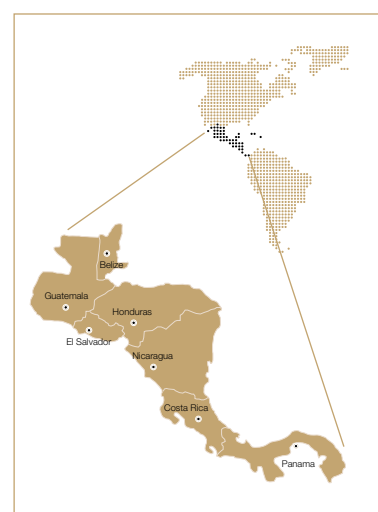 Belize
Guatemala
Honduras
El Salvador
Nicaragua
Costa Rica
Panama